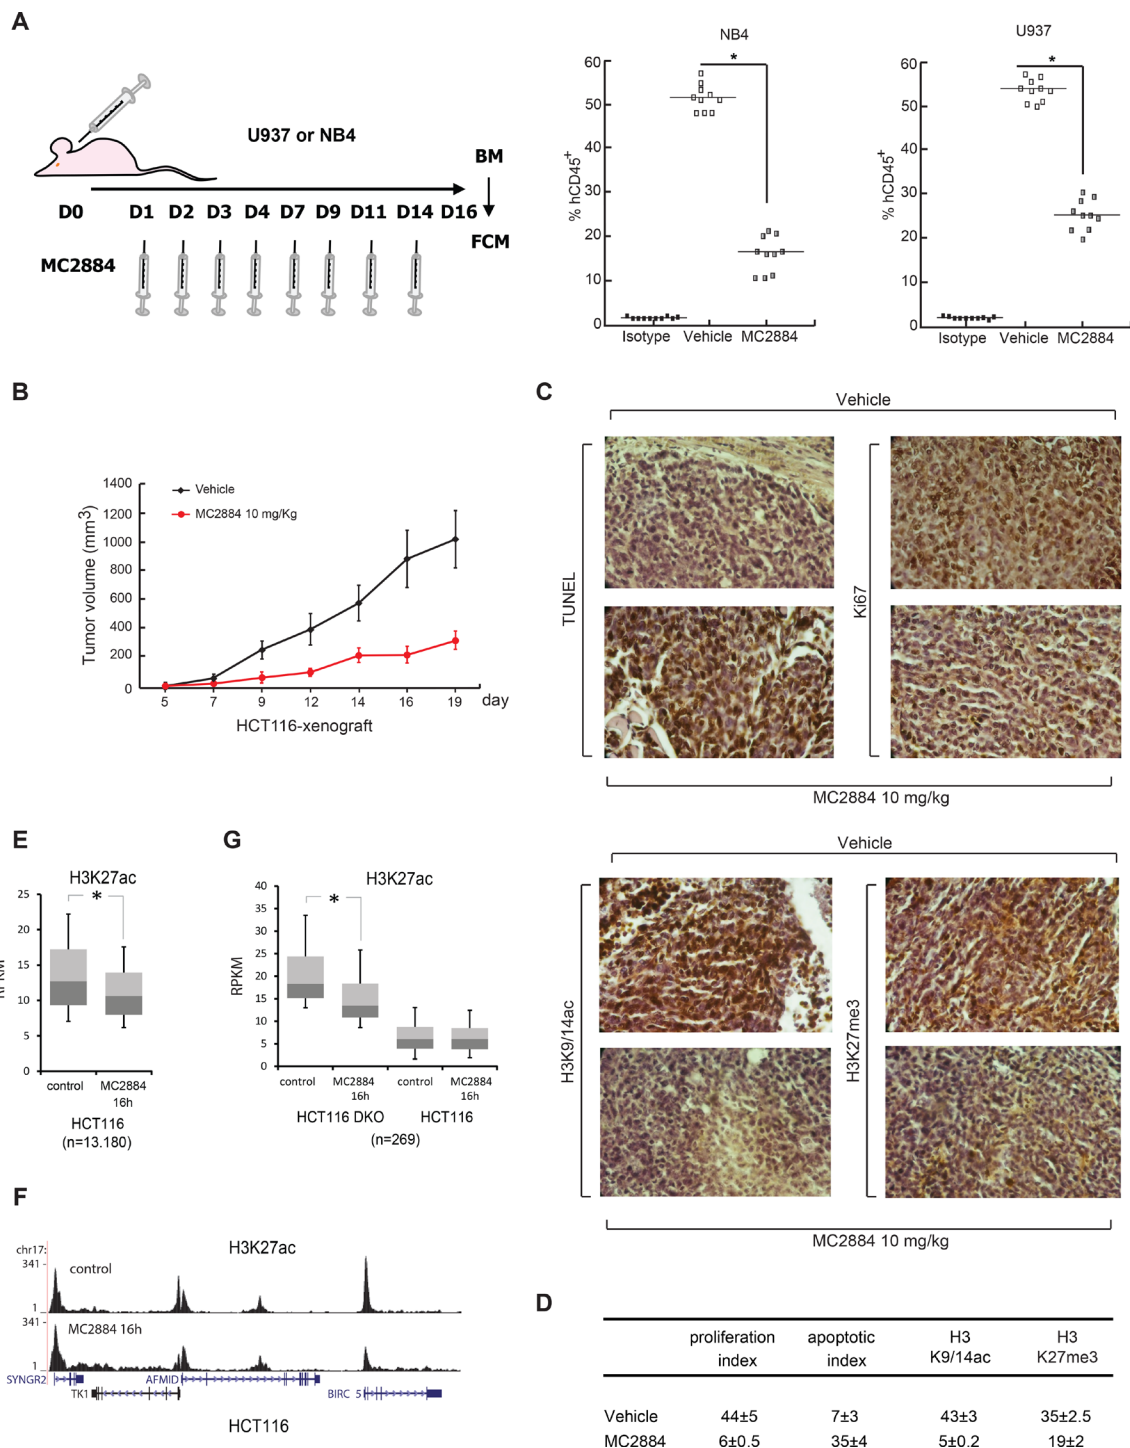 A
U937 or NB4
BM
D0 D1 D2 D3 D4 D7 D9 D11 D14 D16
FCM
MC2884
NB4
% hCD45+
60
50
40
30
20
10
0
*
Isotype Vehicle MC2884
U937
% hCD45+
60
50
40
30
20
10
0
*
Isotype Vehicle MC2884
B
Tumor volume (mm3)
1400
1200
1000
800
600
400
200
0
Vehicle
MC2884 10 mg/Kg
5 7 9 12 14 16 19 day
HCT116-xenograft
C
Vehicle
TUNEL
Ki67
MC2884 10 mg/kg
Vehicle
H3K9/14ac
H3K27me3
MC2884 10 mg/kg
E
H3K27ac
25
20
15
10
5
0
*
RPKM
control MC2884
16h
HCT116
(n=13.180)
G
H3K27ac
40
35
30
25
20
15
10
5
0
*
RPKM
control MC2884 control MC2884
16h 16h
HCT116 DKO HCT116
(n=269)
F
H3K27ac
chr17:
341
control
1
341
MC2884 16h
1
SYNGR2 AFMID
TK1 BIRC 5
HCT116
D
proliferation apoptotic H3 H3
index index K9/14ac K27me3
Vehicle 44±5 7±3 43±3 35±2.5
MC2884 6±0.5 35±4 5±0.2 19±2